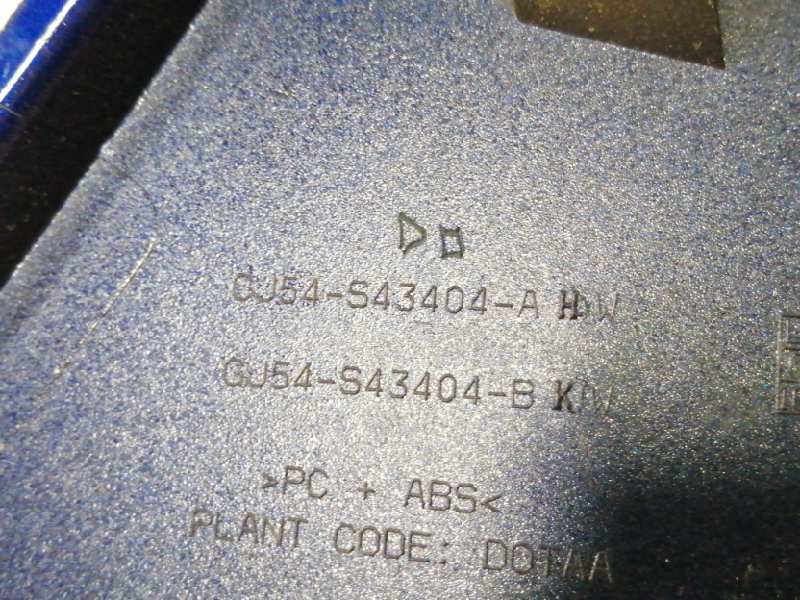 GJ54-S43404-A
GJ54-S43404-B
>PC + ABS<
PLANT CODE: DOTAA